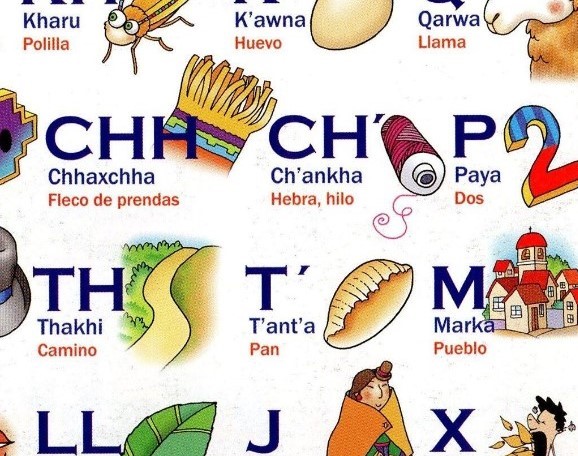 Kharu
Polilla
K'awna
Huevo
Qarwa
Llama
CHH
Chhaxchha
Fleco de prendas
CH´
Ch'ankha
Hebra, hilo
P
Paya
Dos
2
TH
Thakhi
Camino
T´
T'ant'a
Pan
M
Marka
Pueblo
LL
J
X